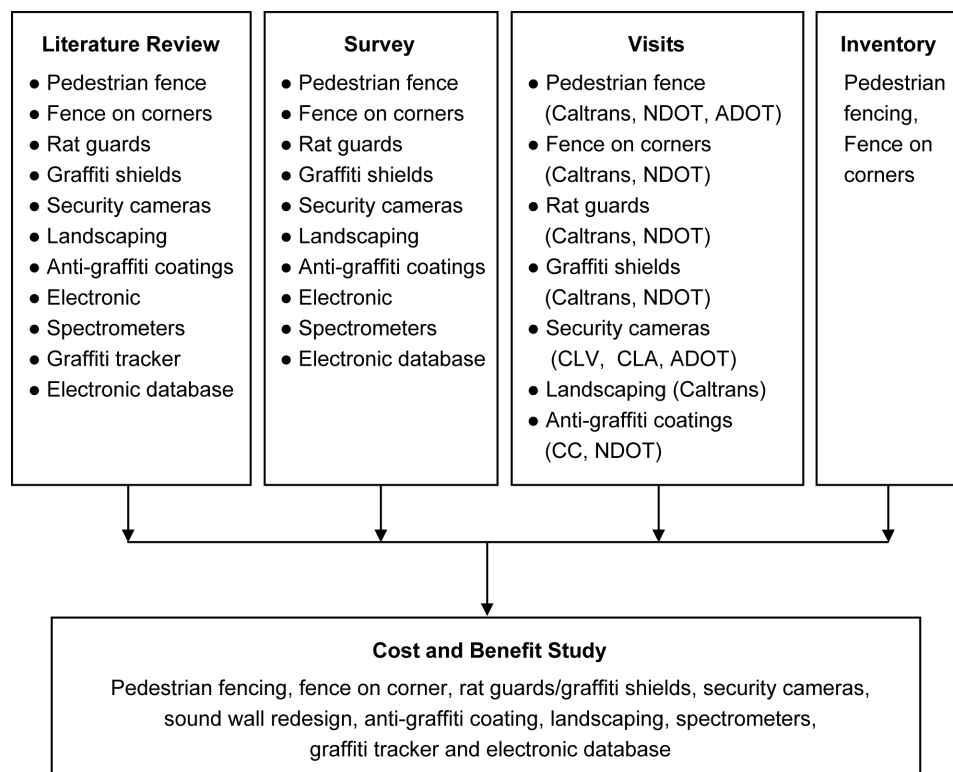 Literature Review
● Pedestrian fence
● Fence on corners
● Rat guards
● Graffiti shields
● Security cameras
● Landscaping
● Anti-graffiti coatings
● Electronic
● Spectrometers
● Graffiti tracker
● Electronic database
Survey
● Pedestrian fence
● Fence on corners
● Rat guards
● Graffiti shields
● Security cameras
● Landscaping
● Anti-graffiti coatings
● Electronic
● Spectrometers
● Electronic database
Visits
● Pedestrian fence
(Caltrans, NDOT, ADOT)
● Fence on corners
(Caltrans, NDOT)
● Rat guards
(Caltrans, NDOT)
● Graffiti shields
(Caltrans, NDOT)
● Security cameras
(CLV, CLA, ADOT)
● Landscaping (Caltrans)
● Anti-graffiti coatings
(CC, NDOT)
Inventory
Pedestrian
fencing,
Fence on
corners
Cost and Benefit Study
Pedestrian fencing, fence on corner, rat guards/graffiti shields, security cameras,
sound wall redesign, anti-graffiti coating, landscaping, spectrometers,
graffiti tracker and electronic database